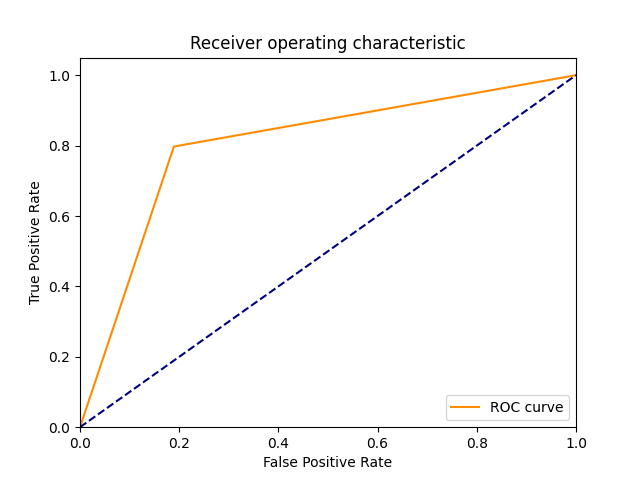 Receiver operating characteristic
True Positive Rate
1.0
0.8
0.6
0.4
0.2
0.0
0.0 0.2 0.4 0.6 0.8 1.0
False Positive Rate
ROC curve